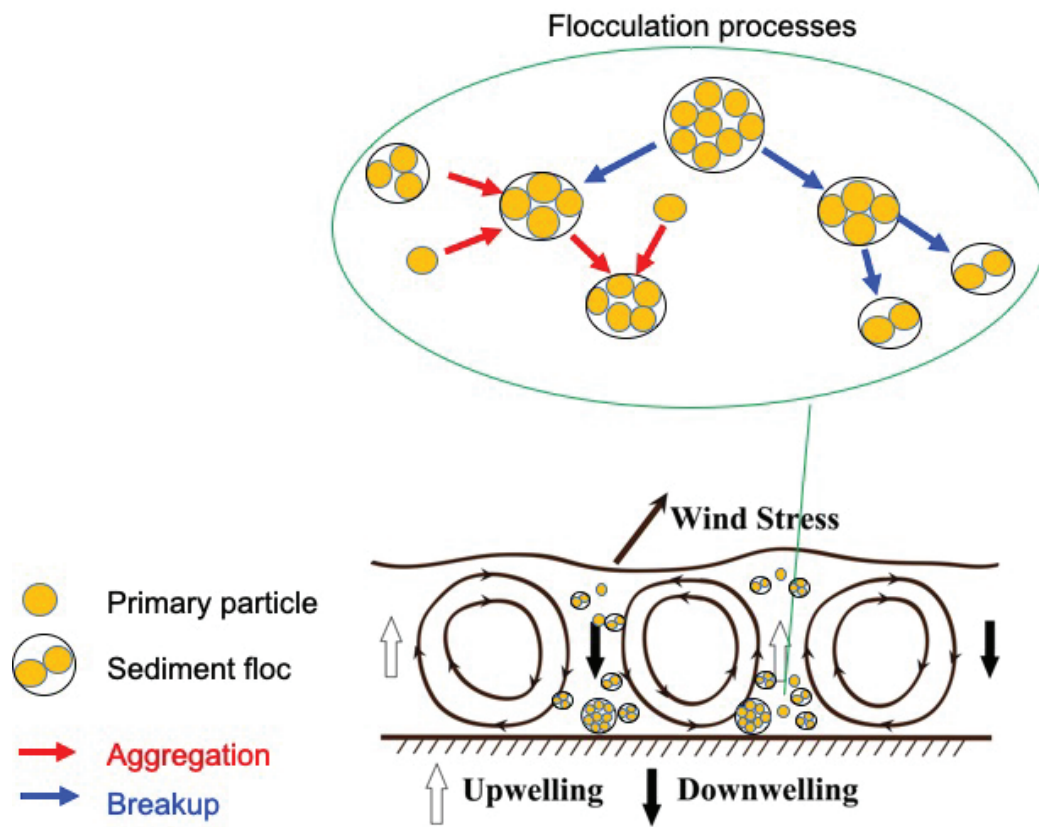 Flocculation processes
Wind Stress
Primary particle
Sediment floc
Aggregation
Breakup
Upwelling
Downwelling